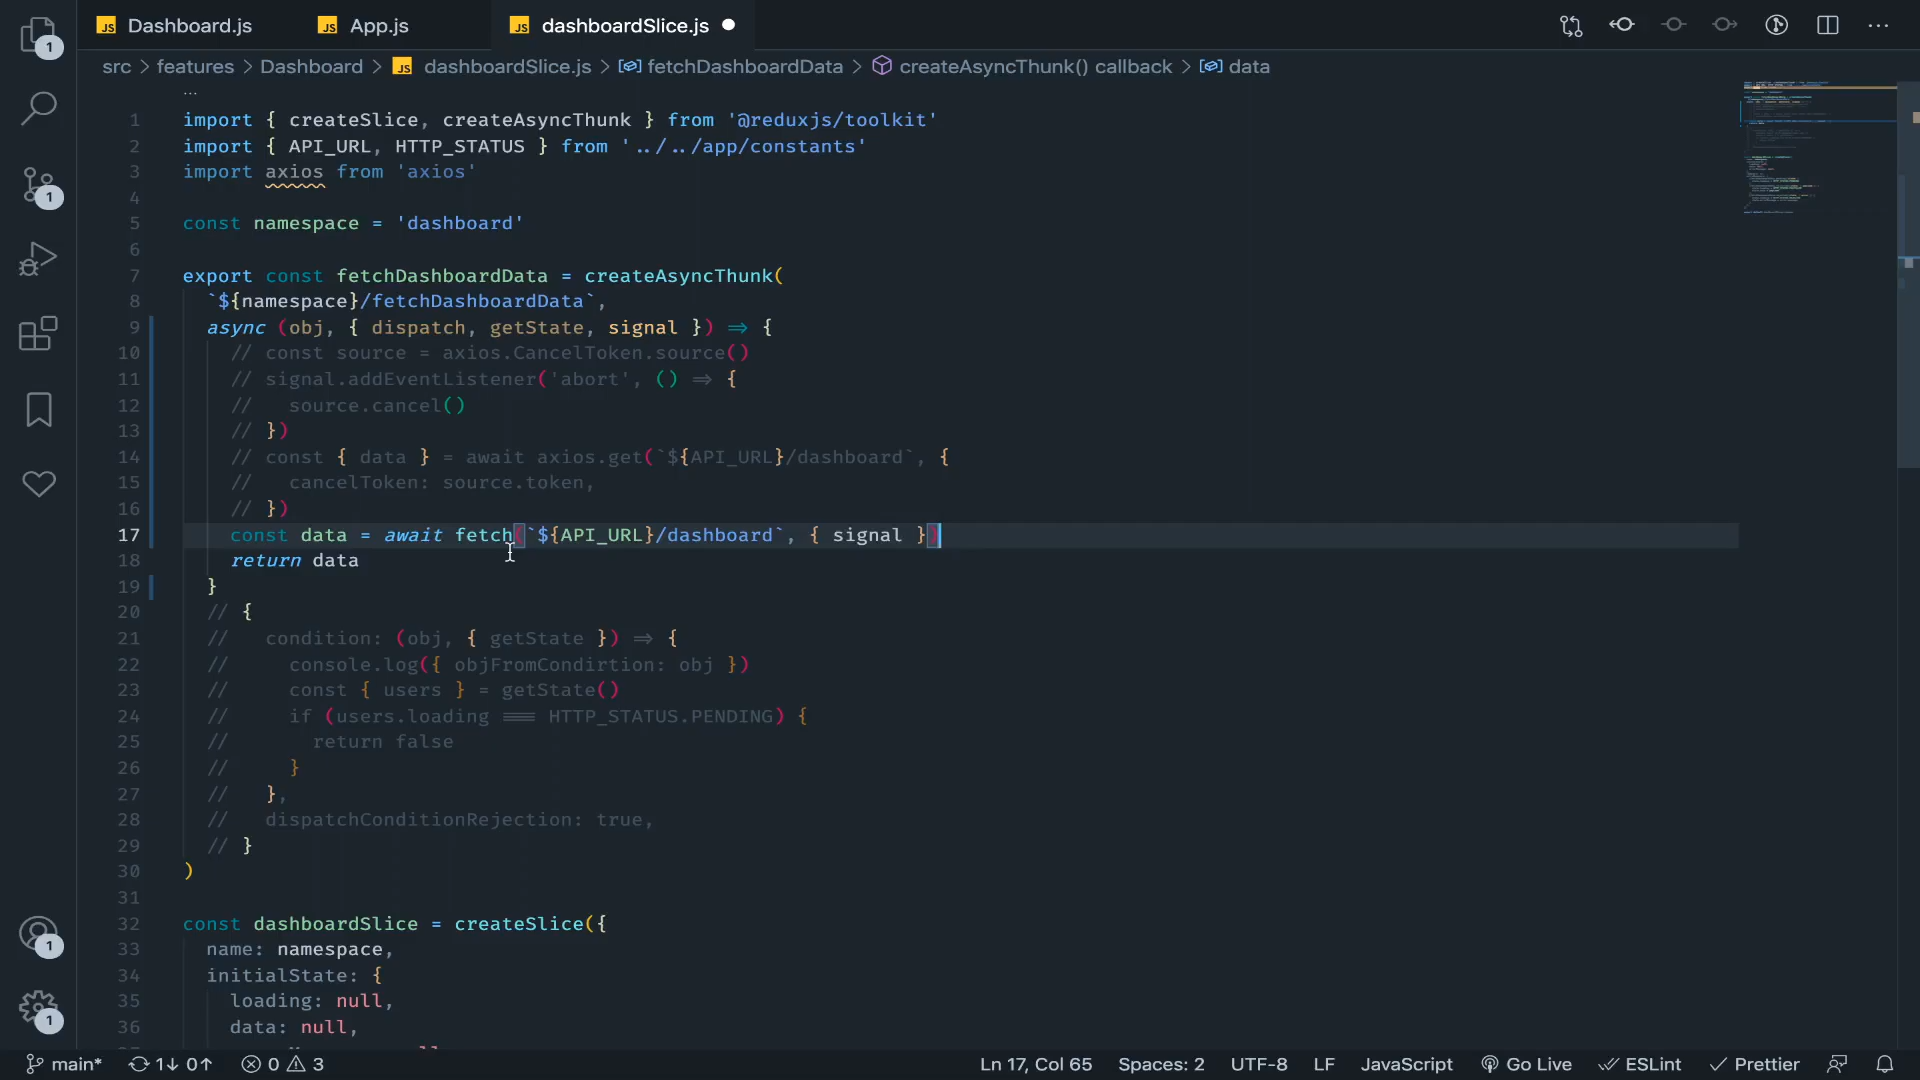 JS Dashboard.js JS App.js JS dashboardSlice.js
src > features > Dashboard > JS dashboardSlice.js > fetchDashboardData > createAsyncThunk() callback > data
...
1 import { createSlice, createAsyncThunk } from '@reduxjs/toolkit'
2 import { API_URL, HTTP_STATUS } from '../../app/constants'
3 import axios from 'axios'
4
5 const namespace = 'dashboard'
6
7 export const fetchDashboardData = createAsyncThunk(
8 `${namespace}/fetchDashboardData`,
9 async (obj, { dispatch, getState, signal }) => {
10 // const source = axios.CancelToken.source()
11 // signal.addEventListener('abort', () => {
12 // source.cancel()
13 // })
14 // const { data } = await axios.get(`${API_URL}/dashboard`, {
15 // cancelToken: source.token,
16 // })
17 const data = await fetch(`${API_URL}/dashboard`, { signal })
18 return data
19 }
20 // {
21 // condition: (obj, { getState }) => {
22 // console.log({ objFromCondirtion: obj })
23 // const { users } = getState()
24 // if (users.loading === HTTP_STATUS.PENDING) {
25 // return false
26 // }
27 // },
28 // dispatchConditionRejection: true,
29 // }
30 )
31
32 const dashboardSlice = createSlice({
33 name: namespace,
34 initialState: {
35 loading: null,
36 data: null,
1
1
1
1
main* 1↓ 0↑ 0 3 Ln 17, Col 65 Spaces: 2 UTF-8 LF JavaScript Go Live ESLint Prettier